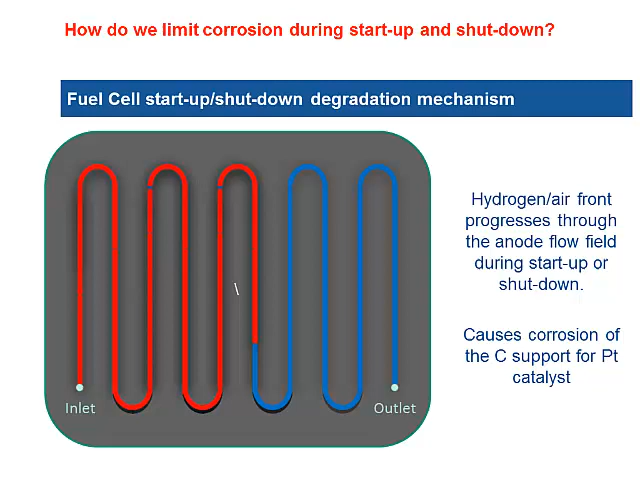 How do we limit corrosion during start-up and shut-down?
Fuel Cell start-up/shut-down degradation mechanism
Hydrogen/air front
progresses through
the anode flow field
during start-up or
shut-down.
\
Causes corrosion of
the C support for Pt
catalyst
Inlet
Outlet